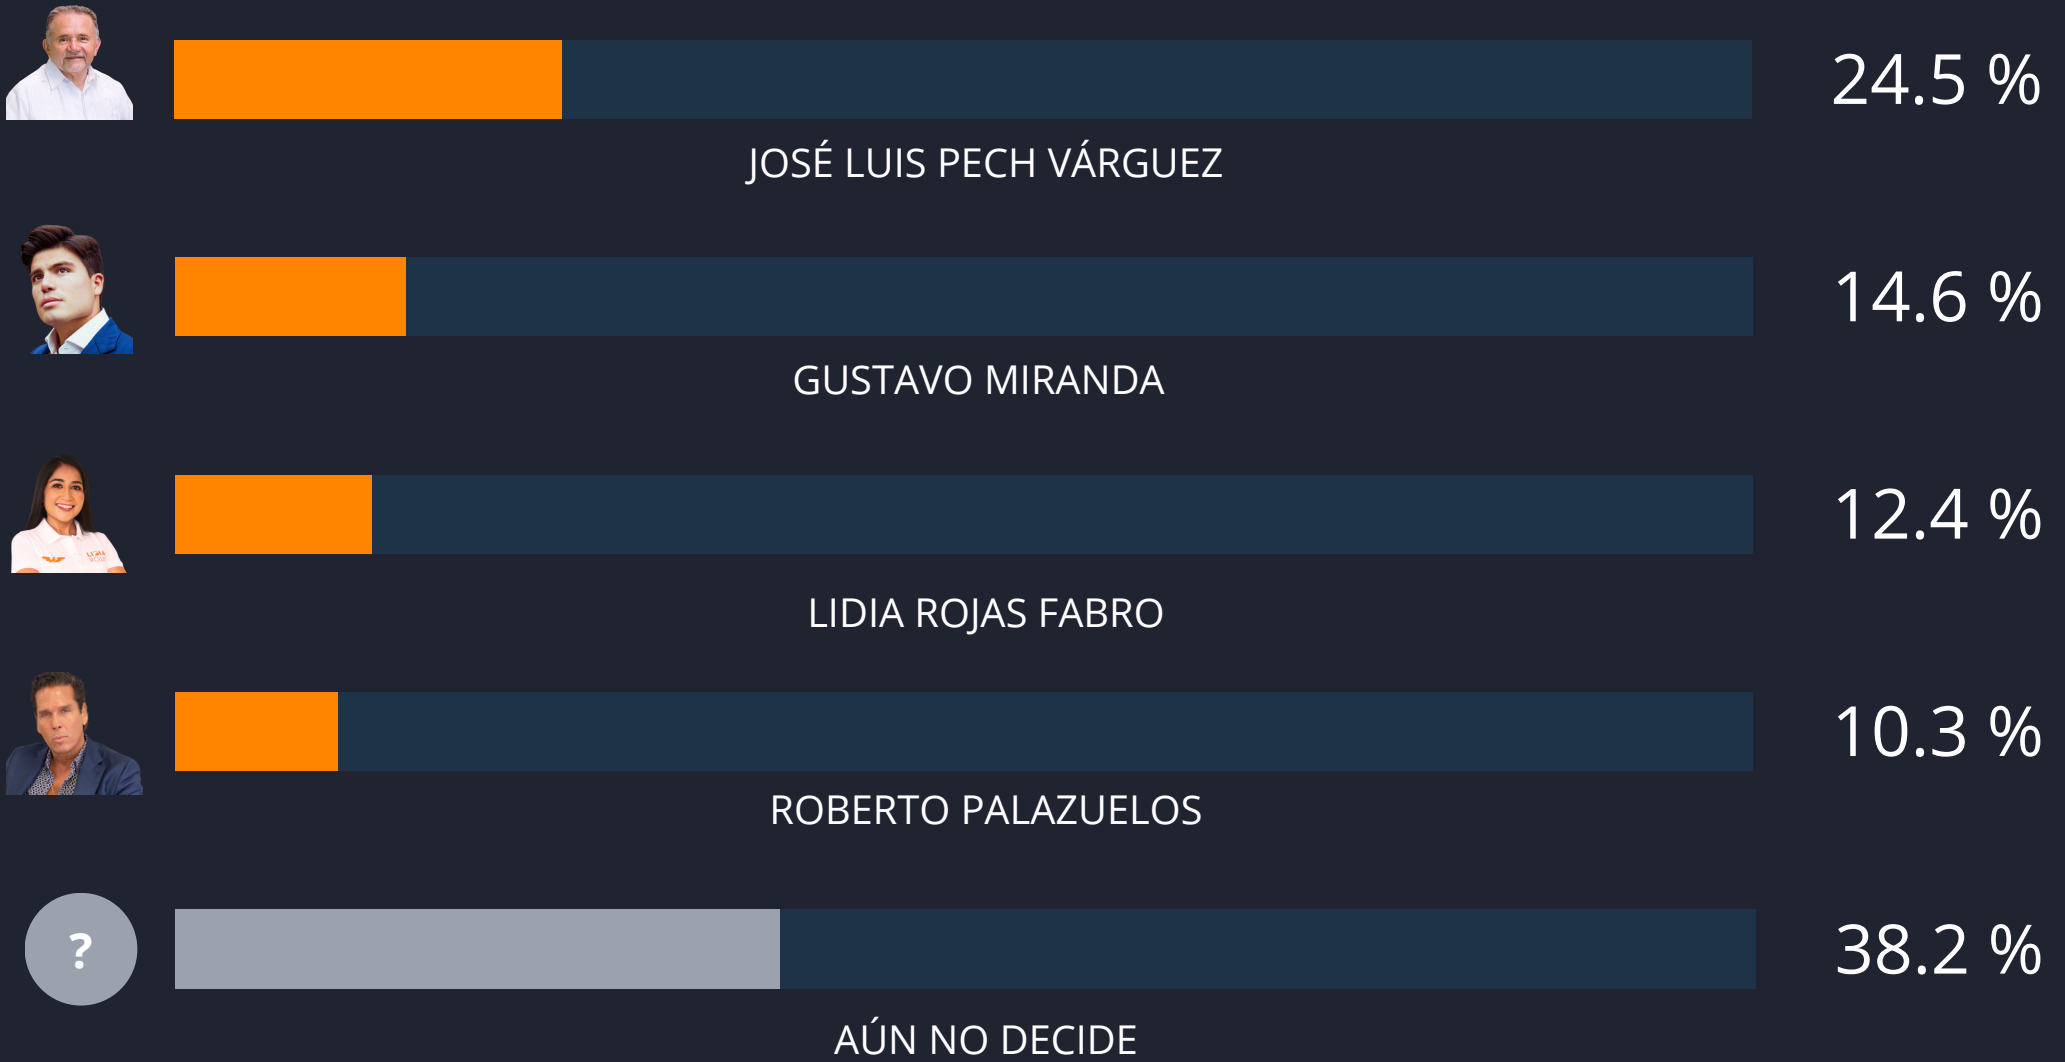 24.5 %
JOSÉ LUIS PECH VÁRGUEZ
14.6 %
GUSTAVO MIRANDA
12.4 %
LIDIA ROJAS FABRO
10.3 %
ROBERTO PALAZUELOS
?
38.2 %
AÚN NO DECIDE